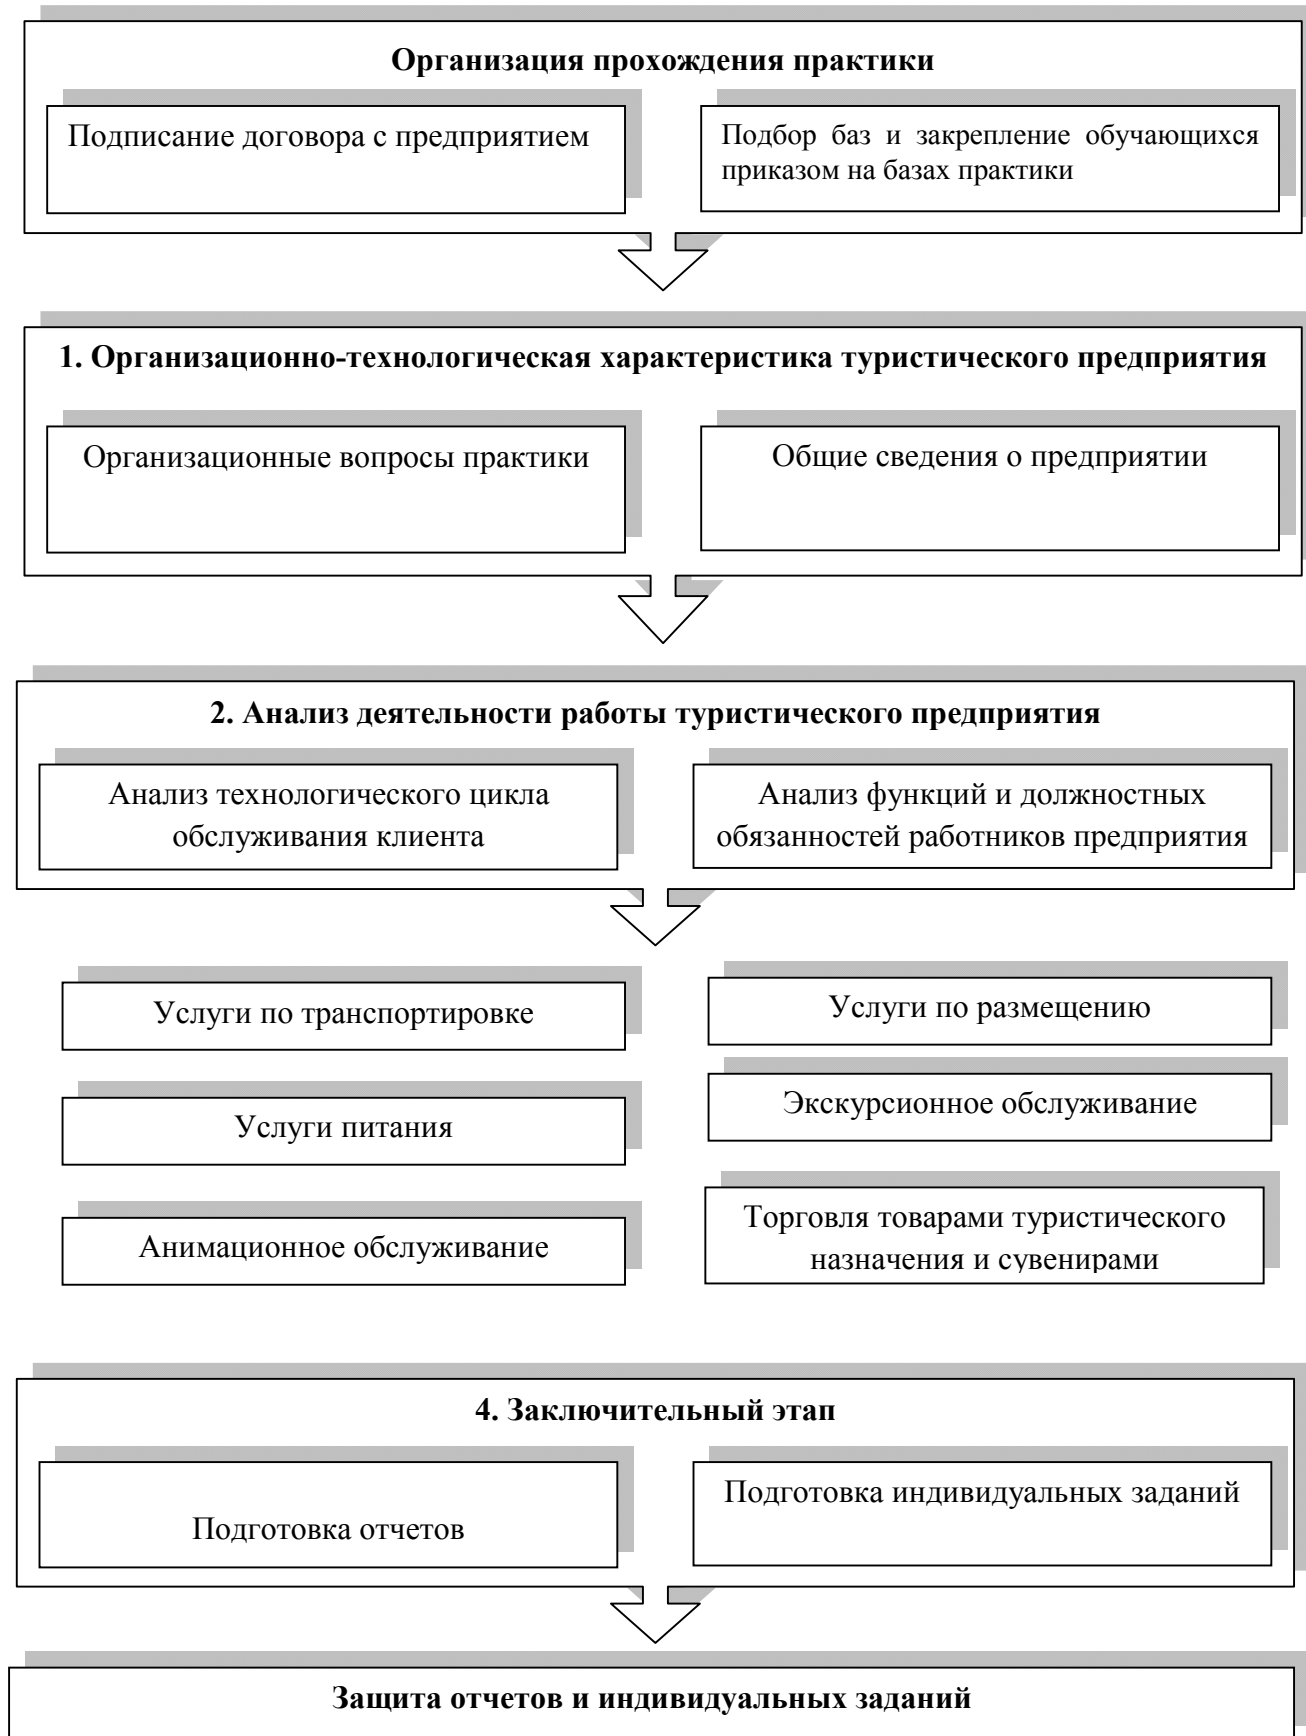 Организация прохождения практики
Подписание договора с предприятием
Подбор баз и закрепление обучающихся
приказом на базах практики
1. Организационно-технологическая характеристика туристического предприятия
Организационные вопросы практики
Общие сведения о предприятии
2. Анализ деятельности работы туристического предприятия
Анализ технологического цикла
обслуживания клиента
Анализ функций и должностных
обязанностей работников предприятия
Услуги по транспортировке
Услуги по размещению
Услуги питания
Экскурсионное обслуживание
Анимационное обслуживание
Торговля товарами туристического
назначения и сувенирами
4. Заключительный этап
Подготовка отчетов
Подготовка индивидуальных заданий
Защита отчетов и индивидуальных заданий